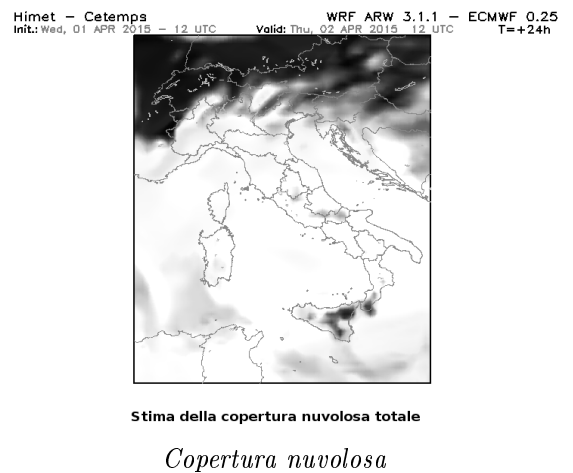 Himet – Cetemps WRF ARW 3.1.1 – ECMWF 0.25
Init.: Wed, 01 APR 2015 – 12 UTC Valid: Thu, 02 APR 2015 12 UTC T=+24h
Stima della copertura nuvolosa totale
Copertura nuvolosa